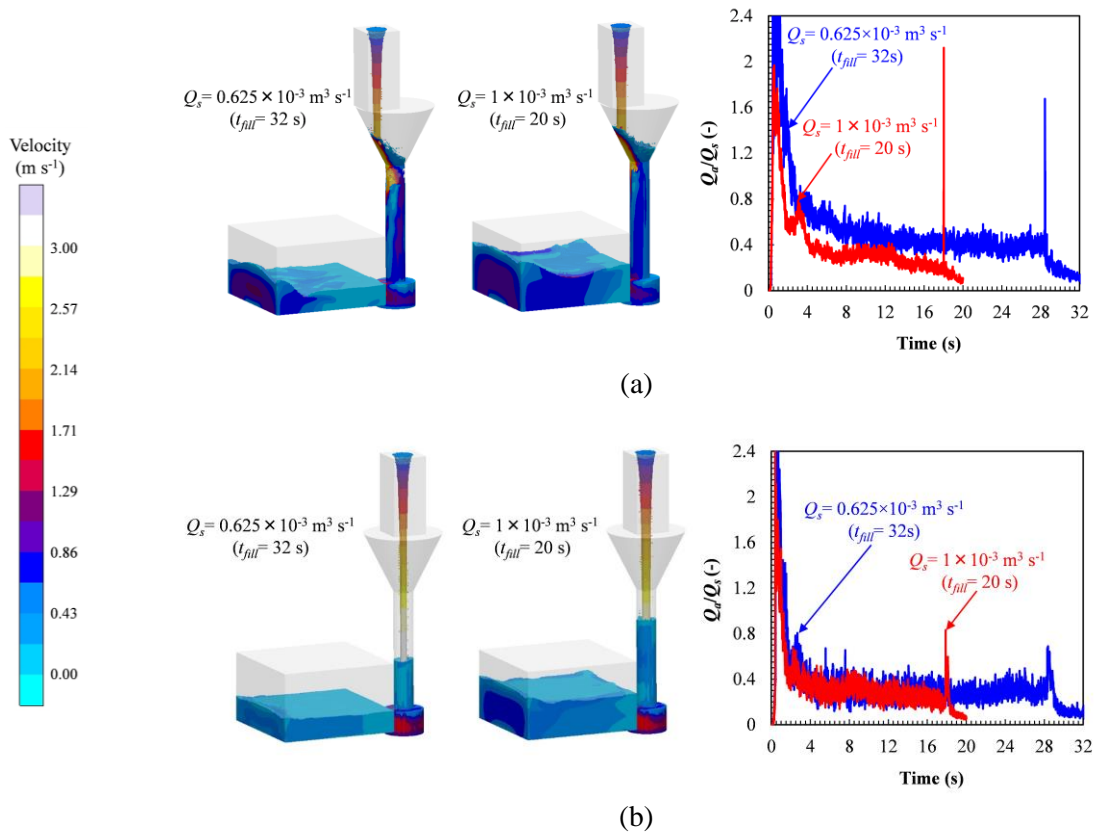 Velocity
(m s⁻¹)
3.00
2.57
2.14
1.71
1.29
0.86
0.43
0.00
Qs= 0.625 × 10⁻³ m³ s⁻¹
(tfill= 32 s)
Qs= 1 × 10⁻³ m³ s⁻¹
(tfill= 20 s)
Qa/Qs (-)
2.4
2
1.6
1.2
0.8
0.4
0
Qs= 0.625×10⁻³ m³ s⁻¹
(tfill= 32s)
Qs= 1 × 10⁻³ m³ s⁻¹
(tfill= 20 s)
0 4 8 12 16 20 24 28 32
Time (s)
(a)
Qs= 0.625 × 10⁻³ m³ s⁻¹
(tfill= 32 s)
Qs= 1 × 10⁻³ m³ s⁻¹
(tfill= 20 s)
Qa/Qs (-)
2.4
2
1.6
1.2
0.8
0.4
0
Qs= 0.625×10⁻³ m³ s⁻¹
(tfill= 32s)
Qs= 1 × 10⁻³ m³ s⁻¹
(tfill= 20 s)
0 4 8 12 16 20 24 28 32
Time (s)
(b)